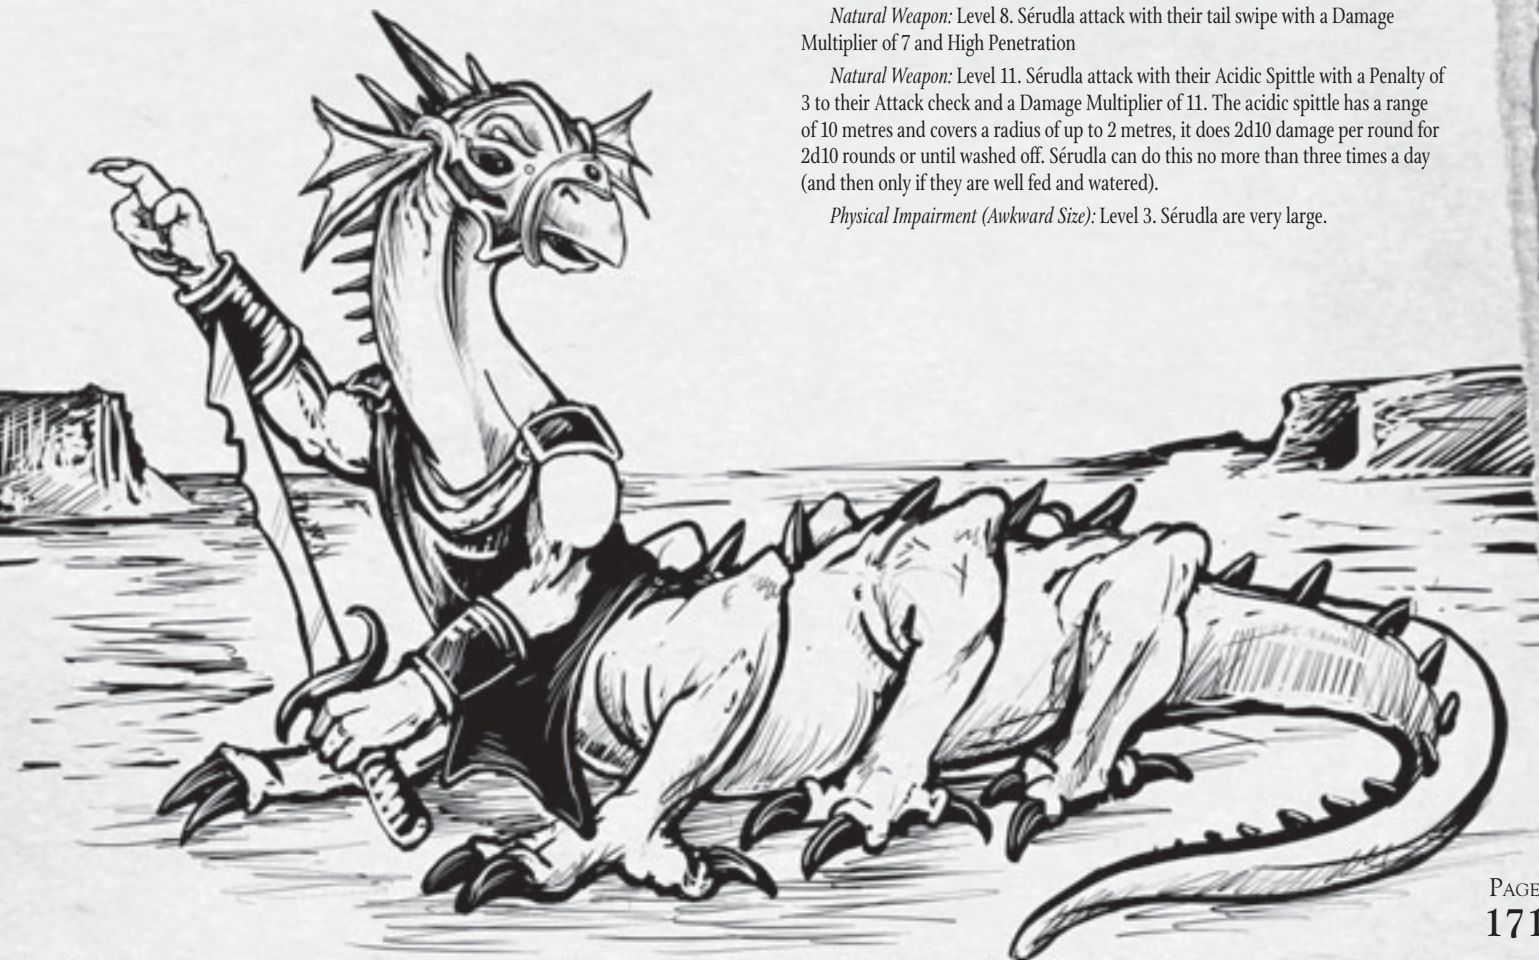 Natural Weapon: Level 8. Sérudla attack with their tail swipe with a Damage
Multiplier of 7 and High Penetration
Natural Weapon: Level 11. Sérudla attack with their Acidic Spittle with a Penalty of
3 to their Attack check and a Damage Multiplier of 11. The acidic spittle has a range
of 10 metres and covers a radius of up to 2 metres, it does 2d10 damage per round for
2d10 rounds or until washed off. Sérudla can do this no more than three times a day
(and then only if they are well fed and watered).
Physical Impairment (Awkward Size): Level 3. Sérudla are very large.
Page
171